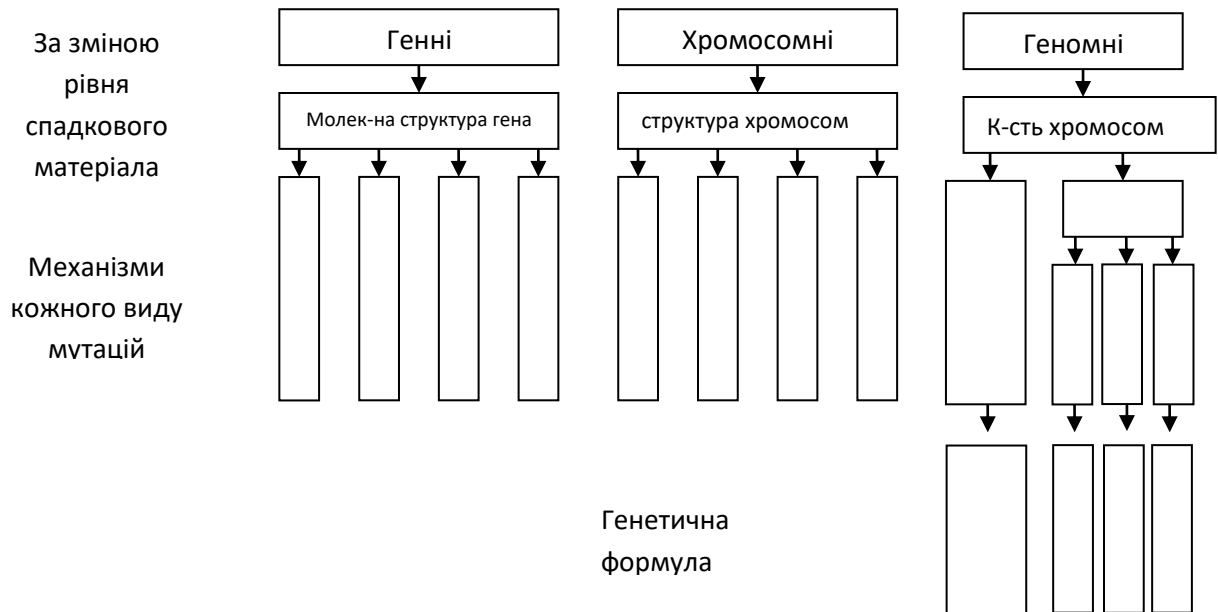 За зміною
рівня
спадкового
матеріала
Генні
Хромосомні
Геномні
Молек-на структура гена
структура хромосом
К-сть хромосом
Механізми
кожного виду
мутацій
Генетична
формула